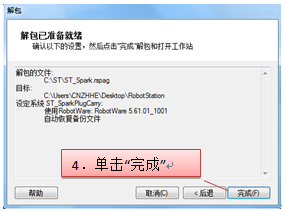 解包
解包已准备就绪
确认以下的设置，然后点击“完成”解包和打开工作站
解包的文件:
C:\ST\ST_Spark.rspag
目标:
C:\Users\CNZHHE\Desktop\RobotStation
设定系统 ST_SparkPlugCarry:
使用RobotWare: RobotWare 5.61.01_1001
自动恢复备份文件
4. 单击“完成”↵
帮助
取消(C)
< 后退
完成(F)